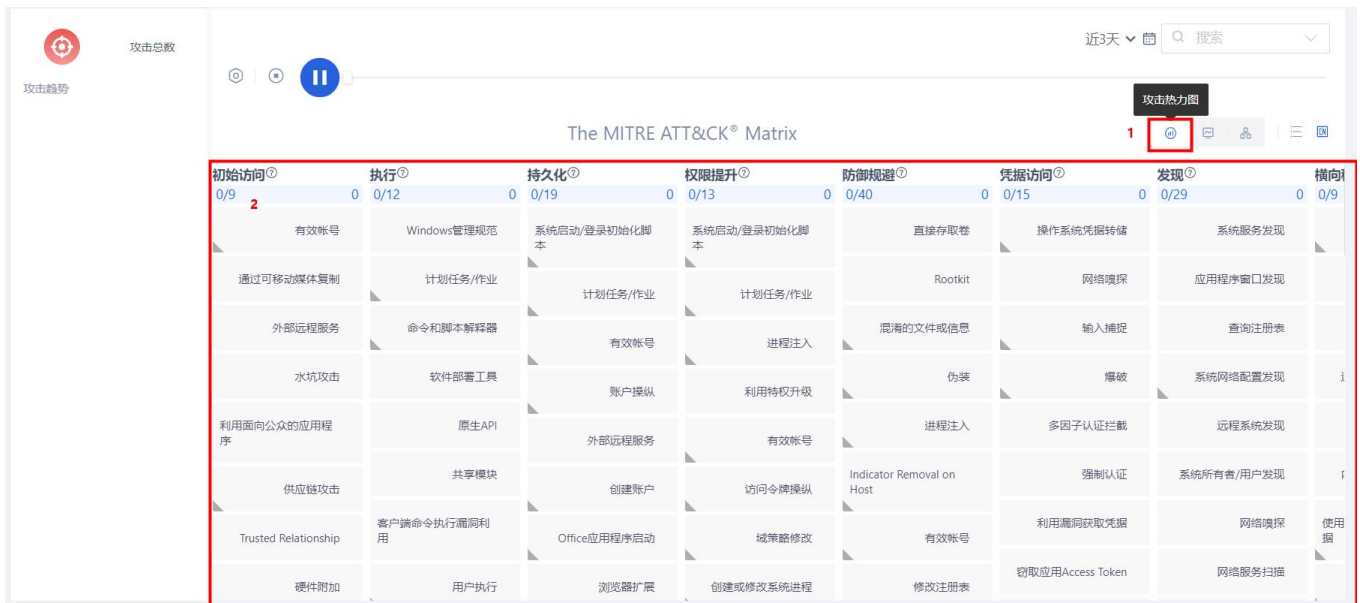 攻击总数
近3天
搜索
攻击趋势
攻击热力图
The MITRE ATT&CK® Matrix
1
EN
初始访问
执行
持久化
权限提升
防御规避
凭据访问
发现
0/9 0
0/12 0
0/19 0
0/13 0
0/40 0
0/15 0
0/29 0
0/9
2
有效帐号
Windows管理规范
系统启动/登录初始化脚
本
系统启动/登录初始化脚
本
直接存取卷
操作系统凭据转储
系统服务发现
通过可移动媒体复制
计划任务/作业
计划任务/作业
计划任务/作业
Rootkit
网络嗅探
应用程序窗口发现
外部远程服务
命令和脚本解释器
有效帐号
进程注入
混淆的文件或信息
输入捕捉
查询注册表
水坑攻击
软件部署工具
账户操纵
利用特权升级
伪装
爆破
系统网络配置发现
利用面向公众的应用程
序
原生API
外部远程服务
有效帐号
进程注入
多因子认证拦截
远程系统发现
供应链攻击
共享模块
创建账户
访问令牌操纵
Indicator Removal on
Host
强制认证
系统所有者/用户发现
Trusted Relationship
客户端命令执行漏洞利
用
Office应用程序启动
域策略修改
有效帐号
利用漏洞获取凭据
网络嗅探
使用
据
硬件附加
用户执行
浏览器扩展
创建或修改系统进程
修改注册表
窃取应用Access Token
网络服务扫描